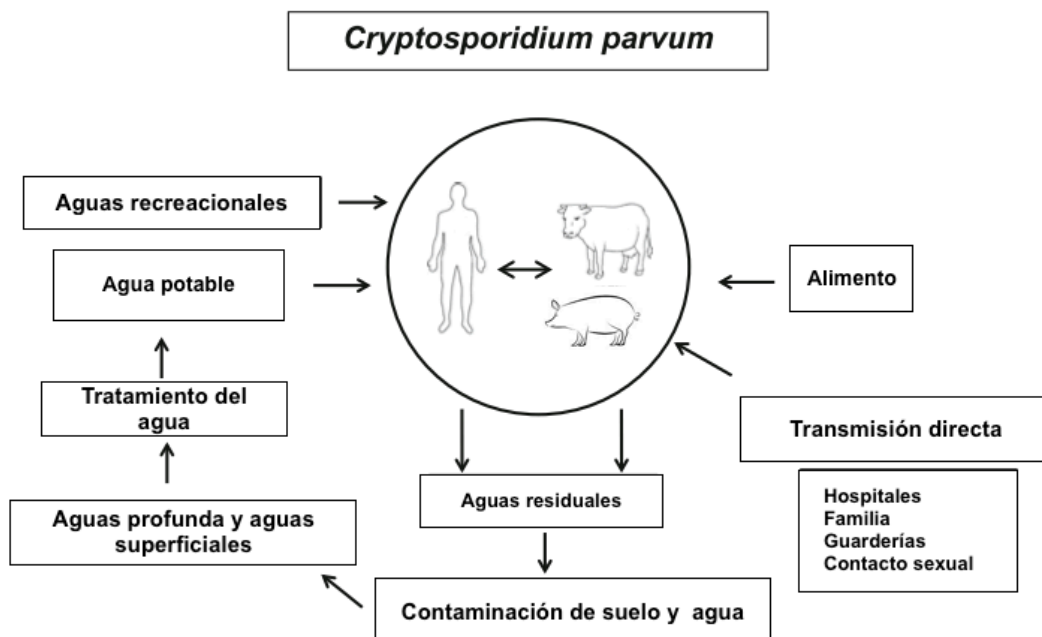 Cryptosporidium parvum
Aguas recreacionales
Agua potable
Alimento
Tratamiento del
agua
Transmisión directa
Hospitales
Familia
Guarderías
Contacto sexual
Aguas residuales
Aguas profunda y aguas
superficiales
Contaminación de suelo y agua